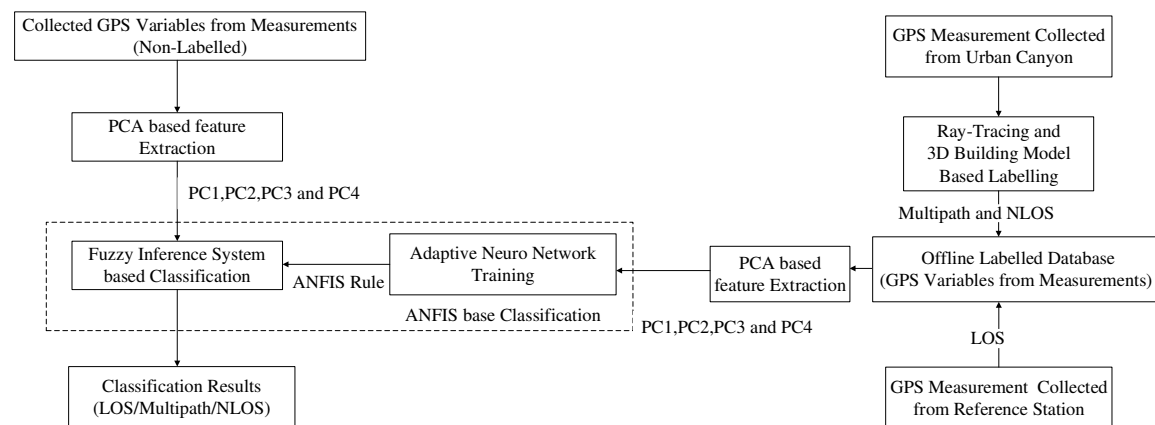 Collected GPS Variables from Measurements
(Non-Labelled)
PCA based feature
Extraction
PC1,PC2,PC3 and PC4
Fuzzy Inference System
based Classification
ANFIS Rule
Adaptive Neuro Network
Training
ANFIS base Classification
Classification Results
(LOS/Multipath/NLOS)
PC1,PC2,PC3 and PC4
PCA based
feature Extraction
GPS Measurement Collected
from Urban Canyon
Ray-Tracing and
3D Building Model
Based Labelling
Multipath and NLOS
Offline Labelled Database
(GPS Variables from Measurements)
LOS
GPS Measurement Collected
from Reference Station